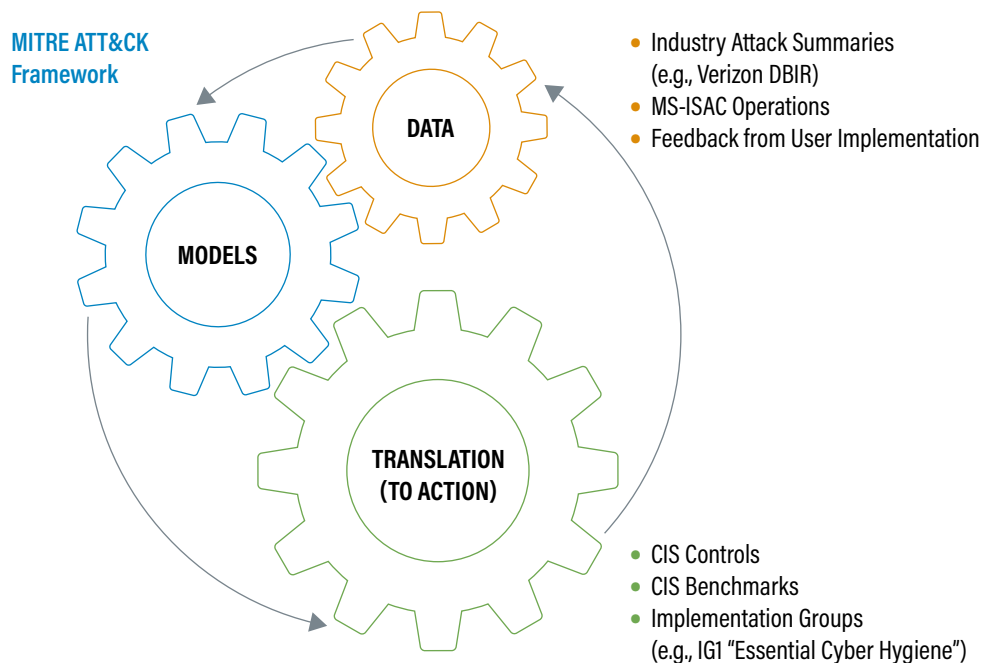 MITRE ATT&CK
Framework
DATA
• Industry Attack Summaries
(e.g., Verizon DBIR)
• MS-ISAC Operations
• Feedback from User Implementation
MODELS
TRANSLATION
(TO ACTION)
• CIS Controls
• CIS Benchmarks
• Implementation Groups
(e.g., IG1 “Essential Cyber Hygiene”)